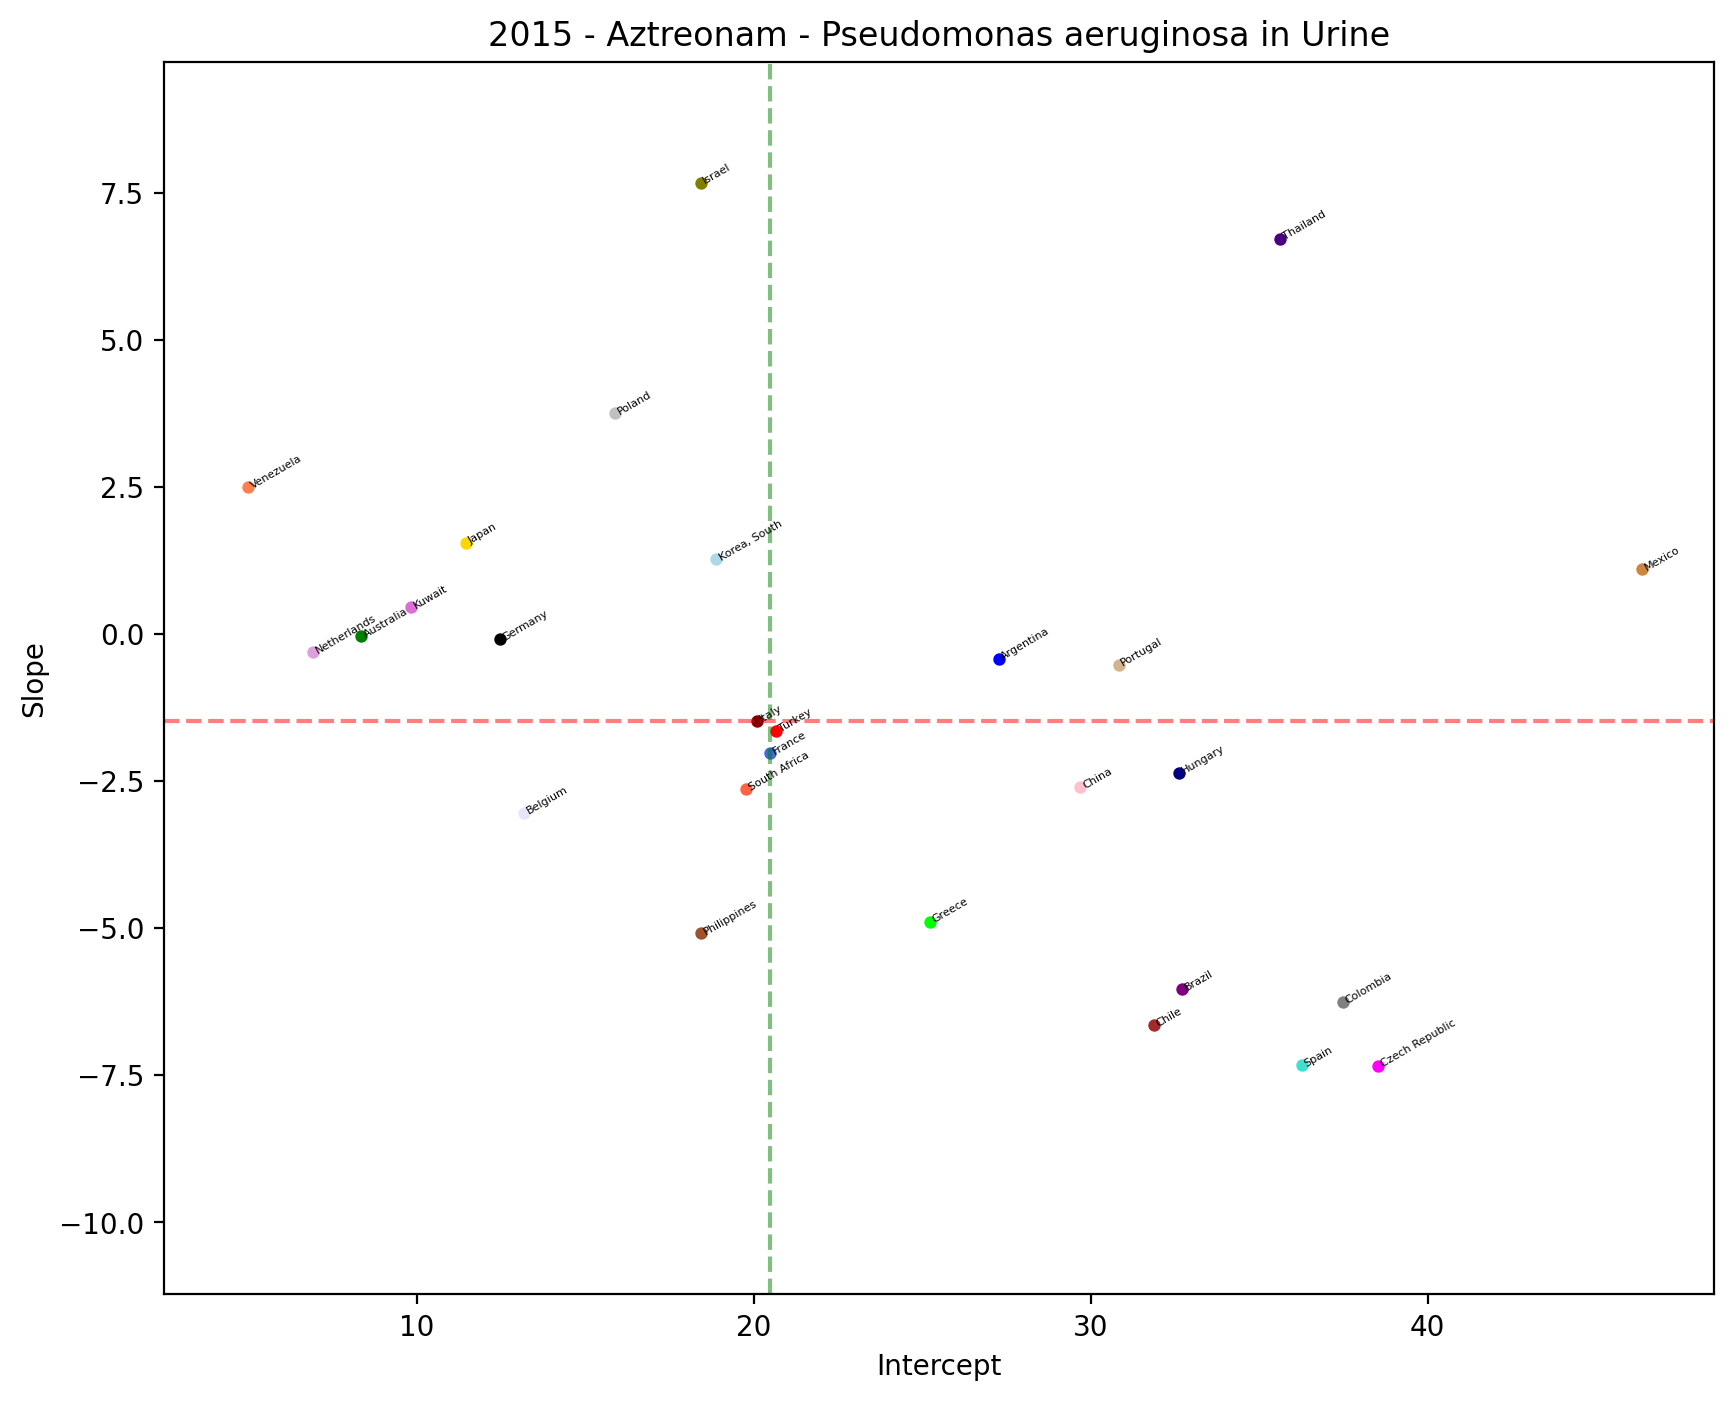 2015 - Aztreonam - Pseudomonas aeruginosa in Urine
Slope
7.5
5.0
2.5
0.0
−2.5
−5.0
−7.5
−10.0
Israel
Thailand
Poland
Venezuela
Japan
Korea, South
Mexico
Kuwait
Australia
Netherlands
Germany
Argentina
Portugal
Italy
Turkey
France
South Africa
China
Hungary
Belgium
Philippines
Greece
Brazil
Colombia
Chile
Spain
Czech Republic
10
20
30
40
Intercept